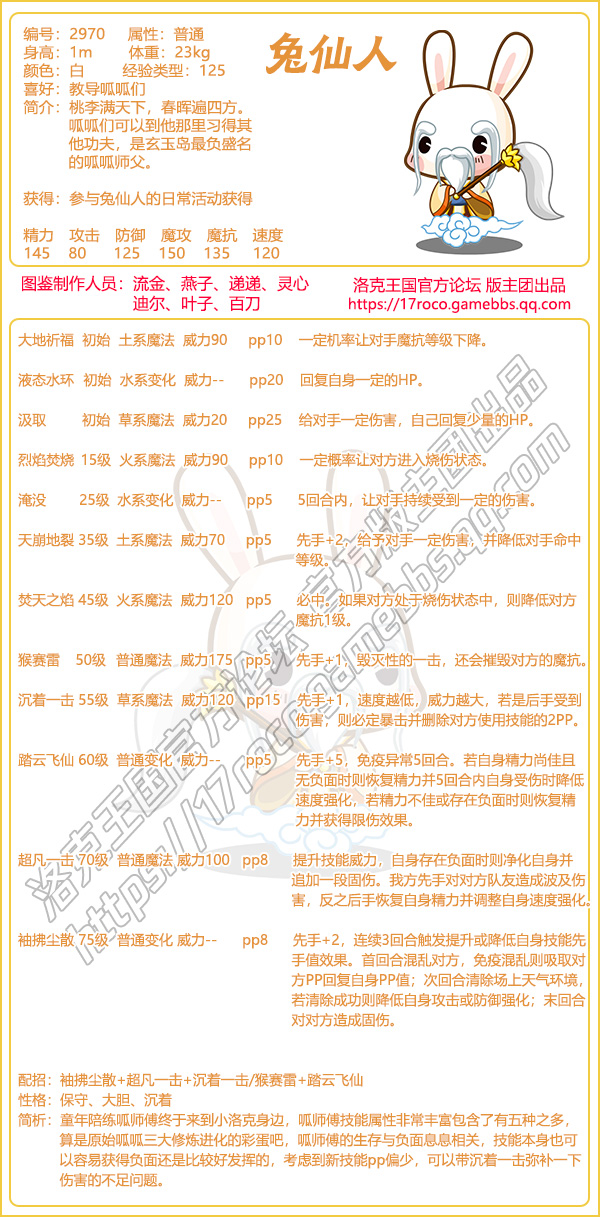 兔仙人
编号：2970 属性：普通
身高：1m 体重：23kg
颜色：白 经验类型：125
喜好：教导呱呱们
简介：桃李满天下，春晖遍四方。
呱呱们可以到他那里习得其
他功夫，是玄玉岛最负盛名
的呱呱师父。
获得：参与兔仙人的日常活动获得
精力 攻击 防御 魔攻 魔抗 速度
145 80 125 150 135 120
图鉴制作人员：流金、燕子、递递、灵心
迪尔、叶子、百刀
洛克王国官方论坛 版主团出品
https://17roco.gamebbs.qq.com
大地祈福 初始 土系魔法 威力90 pp10 一定机率让对手魔抗等级下降。
液态水环 初始 水系变化 威力-- pp20 回复自身一定的HP。
汲取 初始 草系魔法 威力20 pp25 给对手一定伤害，自己回复少量的HP。
烈焰焚烧 15级 火系魔法 威力90 pp10 一定概率让对方进入烧伤状态。
淹没 25级 水系变化 威力-- pp5 5回合内，让对手持续受到一定的伤害。
天崩地裂 35级 土系魔法 威力70 pp5 先手+2，给予对手一定伤害，并降低对手命中
等级。
焚天之焰 45级 火系魔法 威力120 pp5 必中。如果对方处于烧伤状态中，则降低对方
魔抗1级。
猴赛雷 50级 普通魔法 威力175 pp5 先手+1，毁灭性的一击，还会摧毁对方的魔抗。
沉着一击 55级 草系魔法 威力120 pp15 先手+1，速度越低，威力越大，若是后手受到
伤害，则必定暴击并删除对方使用技能的2PP。
踏云飞仙 60级 普通变化 威力-- pp5 先手+5，免疫异常5回合。若自身精力尚佳且
无负面时则恢复精力并5回合内自身受伤时降低
速度强化，若精力不佳或存在负面时则恢复精
力并获得限伤效果。
超凡一击 70级 普通魔法 威力100 pp8 提升技能威力，自身存在负面时则净化自身并
追加一段固伤。我方先手对对方队友造成波及伤
害，反之后手恢复自身精力并调整自身速度强化。
袖拂尘散 75级 普通变化 威力-- pp8 先手+2，连续3回合触发提升或降低自身技能先
手值效果。首回合混乱对方，免疫混乱则吸取对
方PP回复自身PP值；次回合清除场上天气环境，
若清除成功则降低自身攻击或防御强化；末回合
对对方造成固伤。
配招：袖拂尘散+超凡一击+沉着一击/猴赛雷+踏云飞仙
性格：保守、大胆、沉着
简析：童年陪练呱师傅终于来到小洛克身边，呱师傅技能属性非常丰富包含了有五种之多，
算是原始呱呱三大修炼进化的彩蛋吧，呱师傅的生存与负面息息相关，技能本身也可
以容易获得负面还是比较好发挥的，考虑到新技能pp偏少，可以带沉着一击弥补一下
伤害的不足问题。
洛克王国官方论坛 官方版主团出品
https://17roco.gamebbs.qq.com